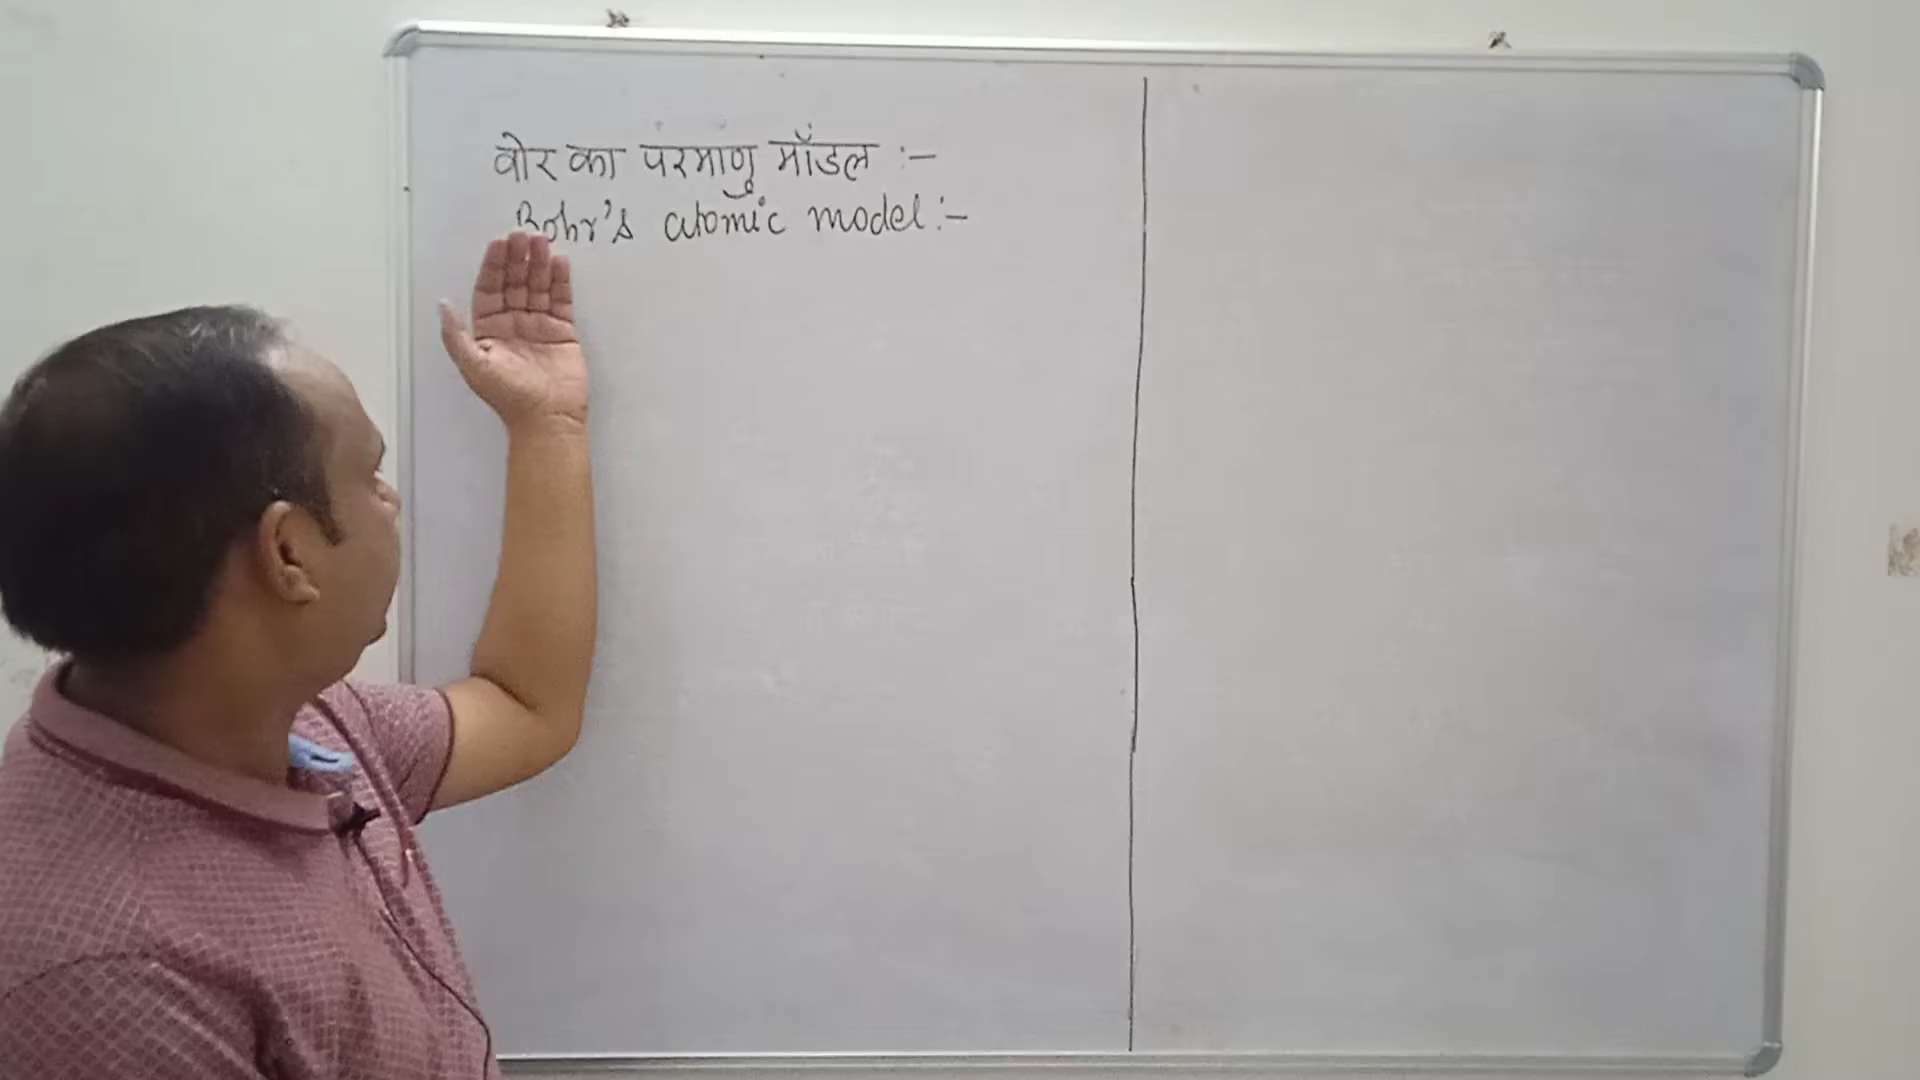 वोर का परमाणु मॉडल :-
Bohr's atomic model :-